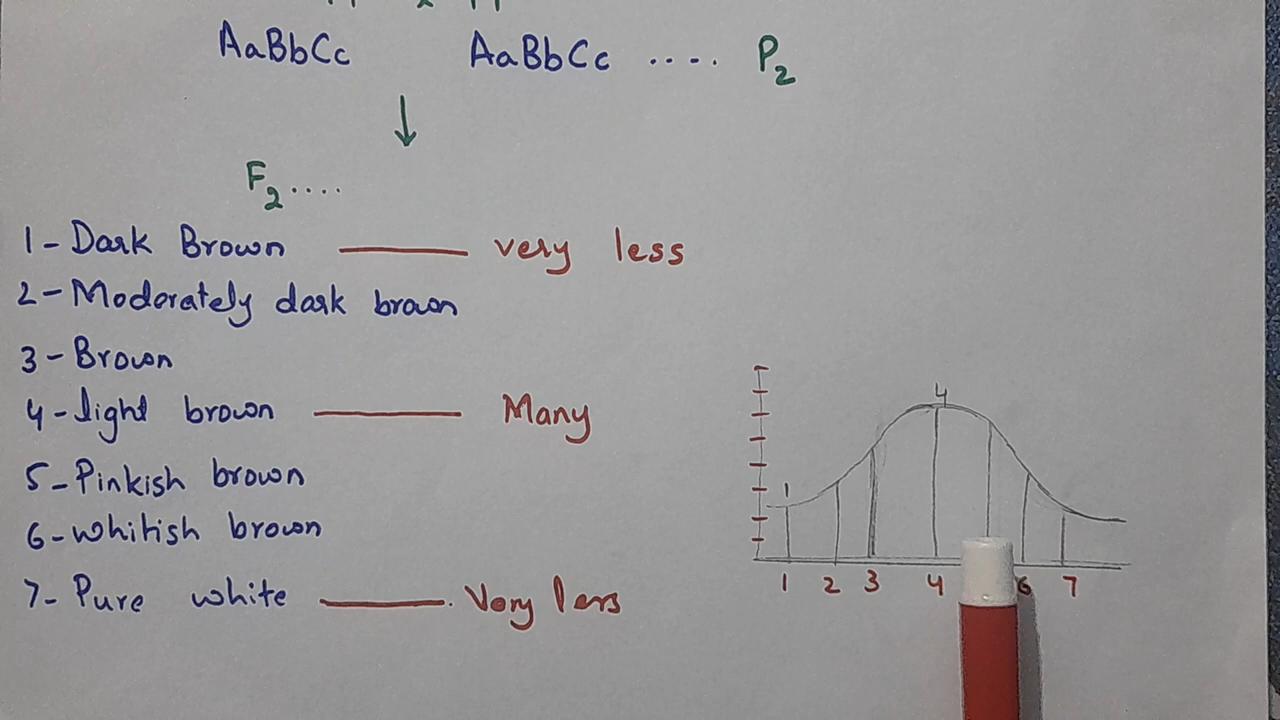 AaBbCc AaBbCc .... P2
F2....
1-Dark Brown —— very less
2-Moderately dark brown
3-Brown
4-light brown —— Many
5-Pinkish brown
6-whitish brown
7-Pure white ——. Very less
4
1
1 2 3 4 6 7